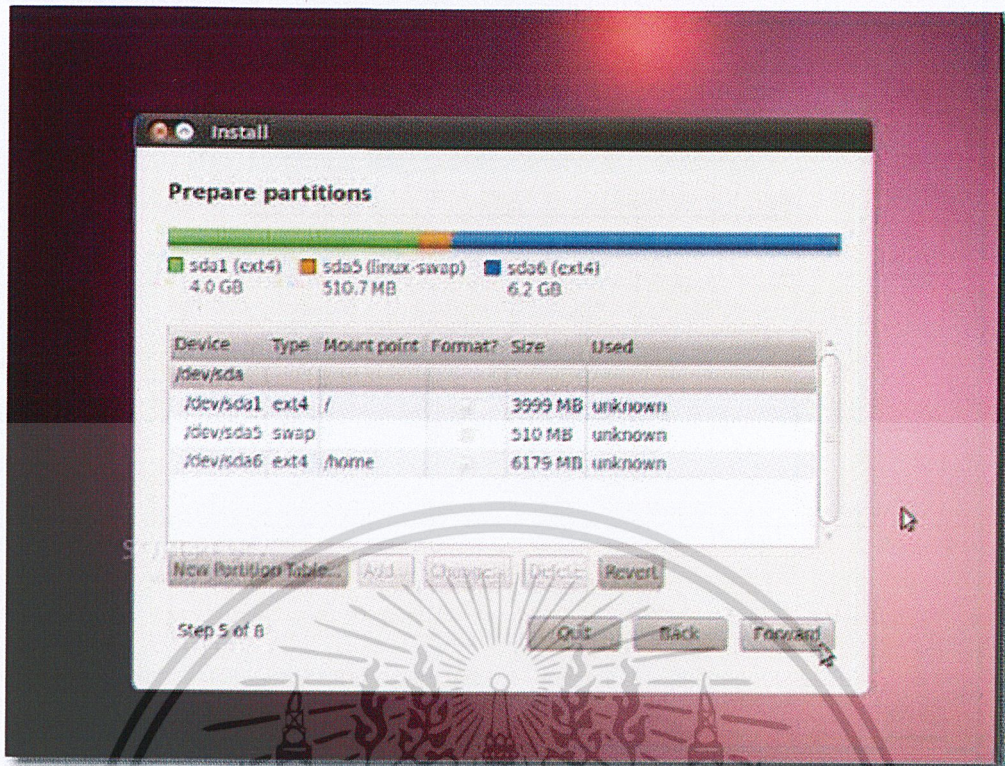 Install
Prepare partitions
sda1 (ext4) sda5 (linux-swap) sda6 (ext4)
4.0 GB 510.7 MB 6.2 GB
Device Type Mount point Format? Size Used
/dev/sda
/dev/sda1 ext4 / 3999 MB unknown
/dev/sda5 swap 510 MB unknown
/dev/sda6 ext4 /home 6179 MB unknown
New Partition Table... Add... Change... Delete Revert
Step 5 of 8 Quit Back Forward